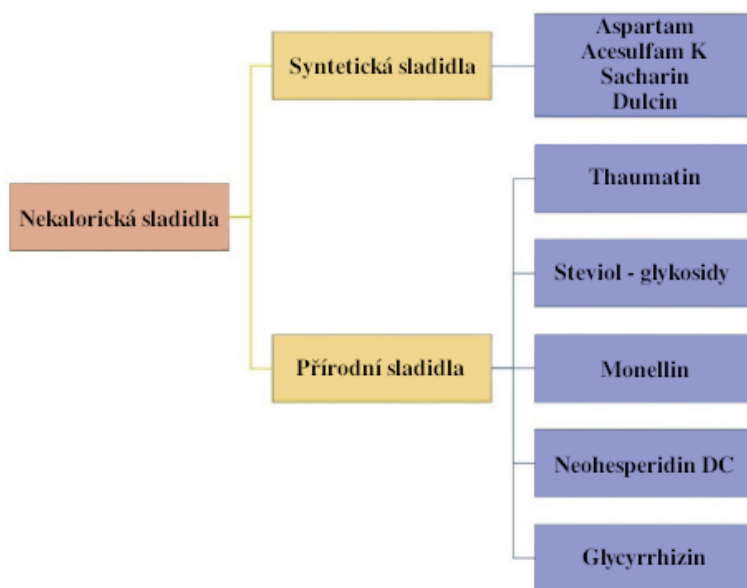 Nekalorická sladidla
Syntetická sladidla
Aspartam
Acesulfam K
Sacharin
Dulcin
Přírodní sladidla
Thaumatin
Steviol - glykosidy
Monellin
Neohesperidin DC
Glycyrrhizin